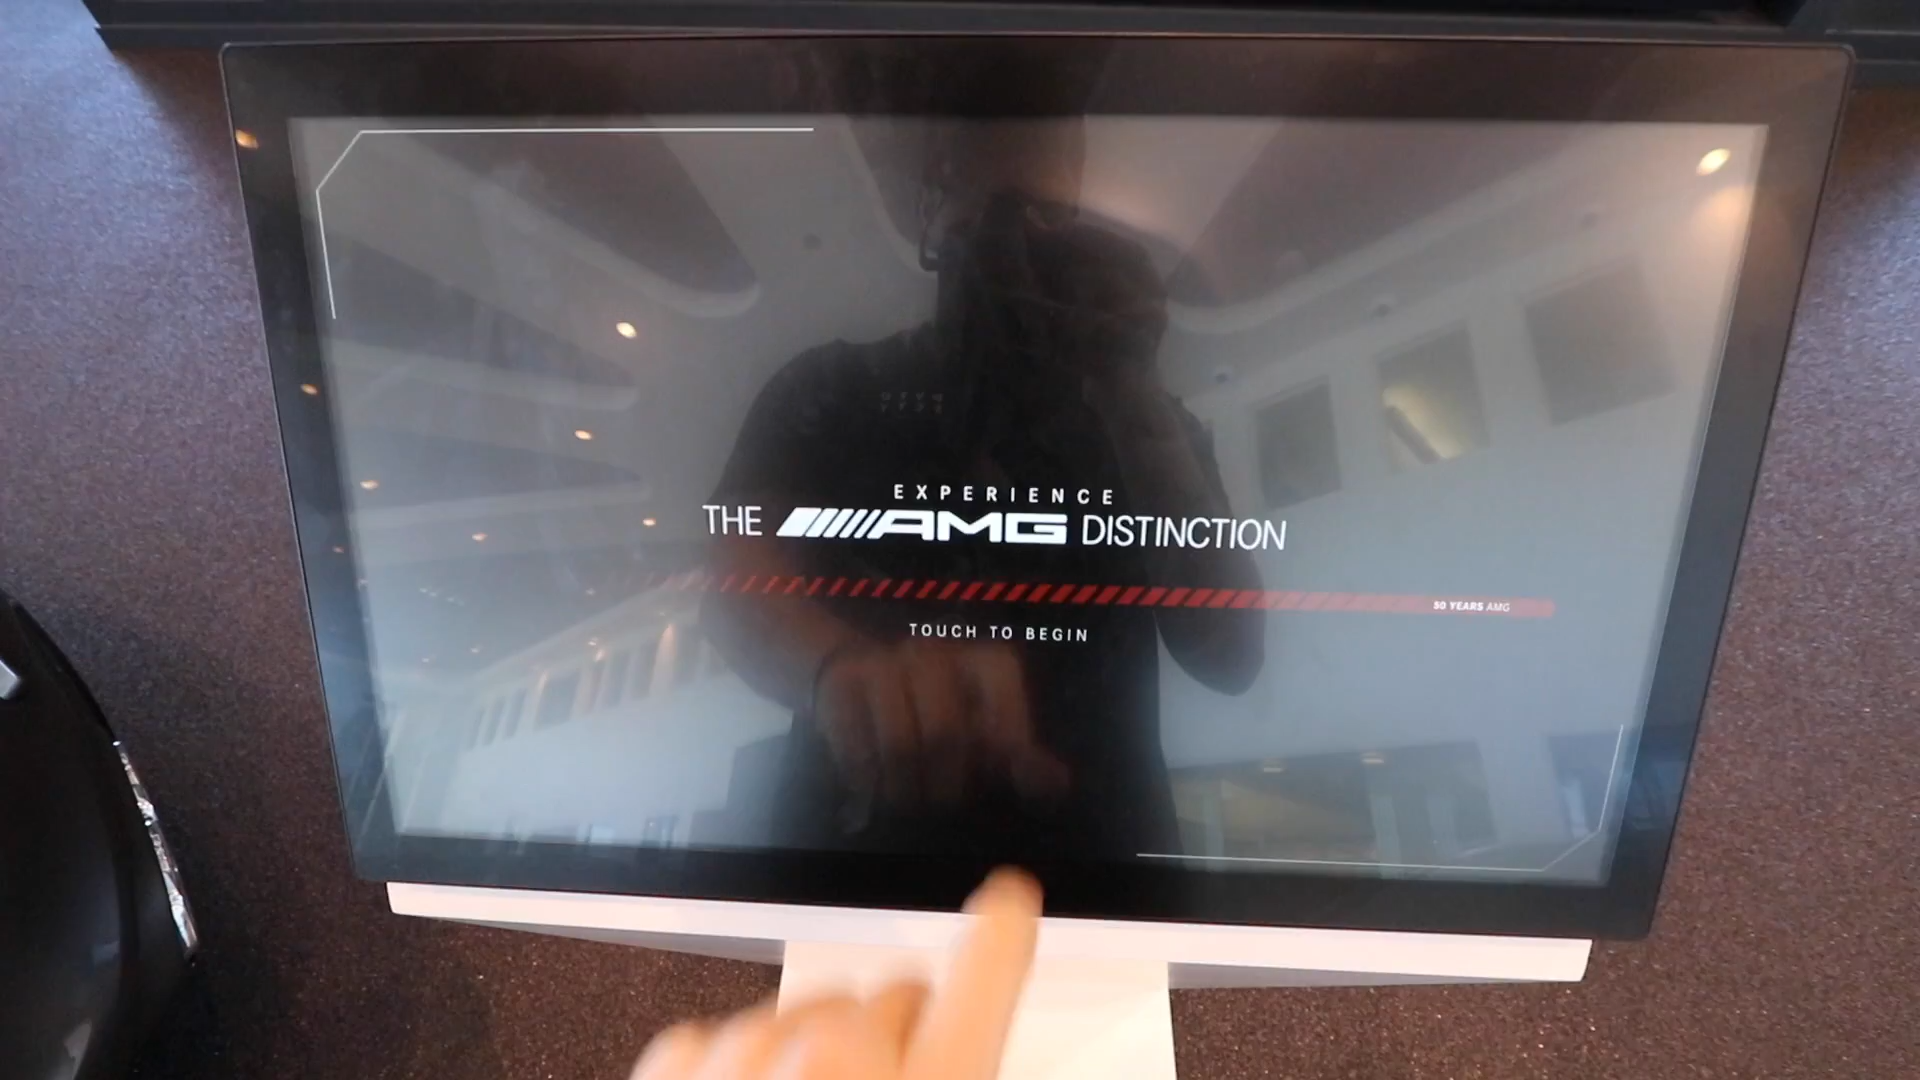 EXPERIENCE
THE AMG DISTINCTION
50 YEARS AMG
TOUCH TO BEGIN